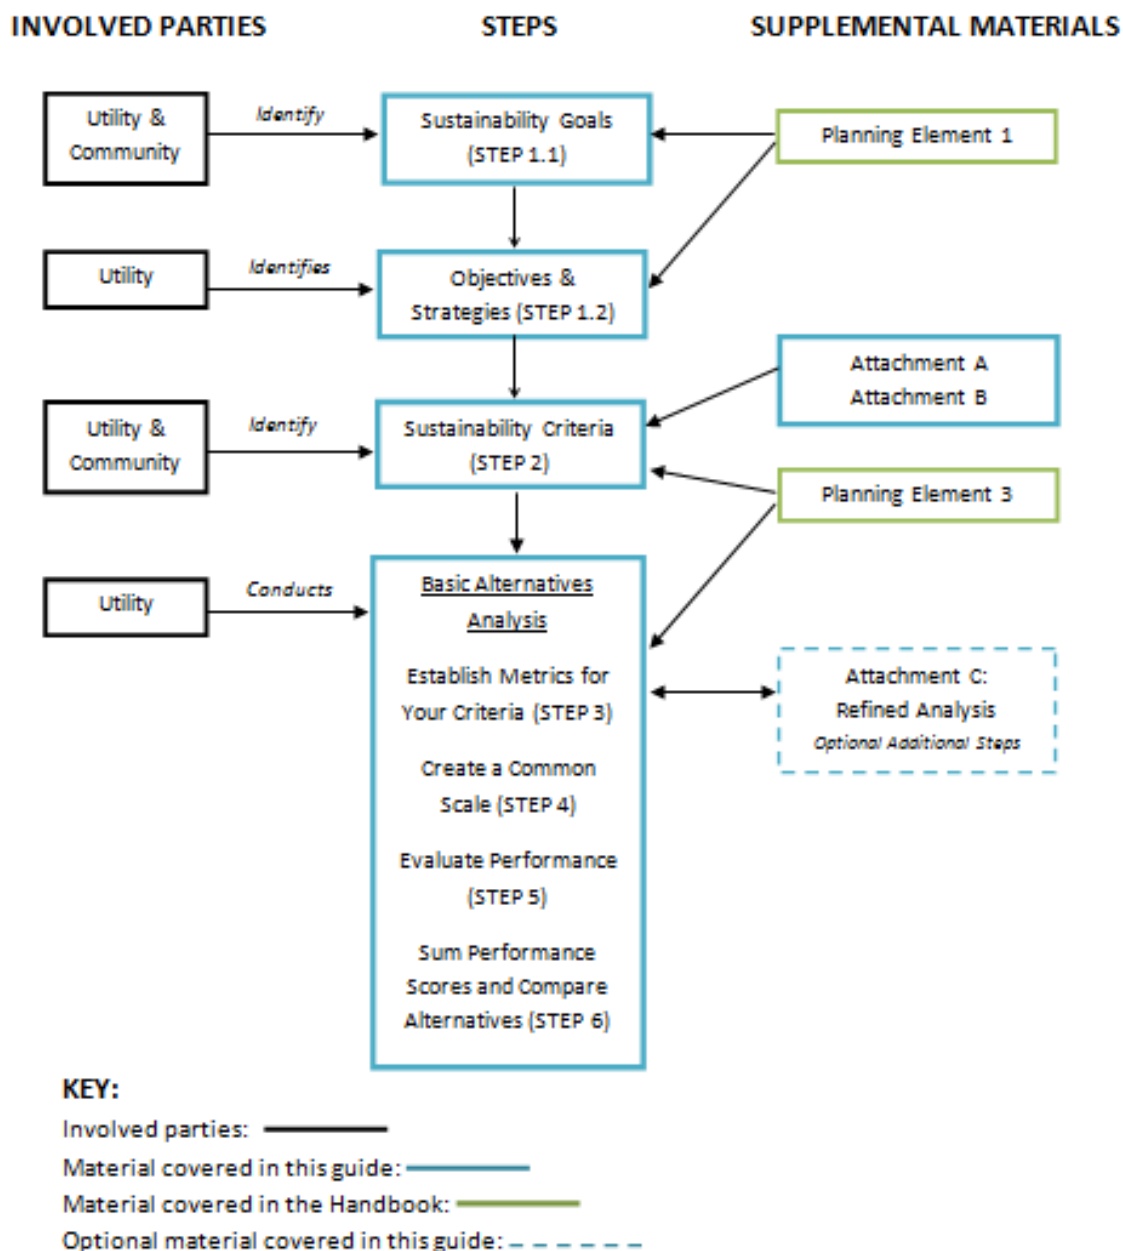 INVOLVED PARTIES
STEPS
SUPPLEMENTAL MATERIALS
Utility &
Community
Identify
Sustainability Goals
(STEP 1.1)
Planning Element 1
Utility
Identifies
Objectives &
Strategies (STEP 1.2)
Attachment A
Attachment B
Utility &
Community
Identify
Sustainability Criteria
(STEP 2)
Planning Element 3
Utility
Conducts
Basic Alternatives
Analysis
Establish Metrics for
Your Criteria (STEP 3)
Create a Common
Scale (STEP 4)
Evaluate Performance
(STEP 5)
Sum Performance
Scores and Compare
Alternatives (STEP 6)
Attachment C:
Refined Analysis
Optional Additional Steps
KEY:
Involved parties:
Material covered in this guide:
Material covered in the Handbook:
Optional material covered in this guide: